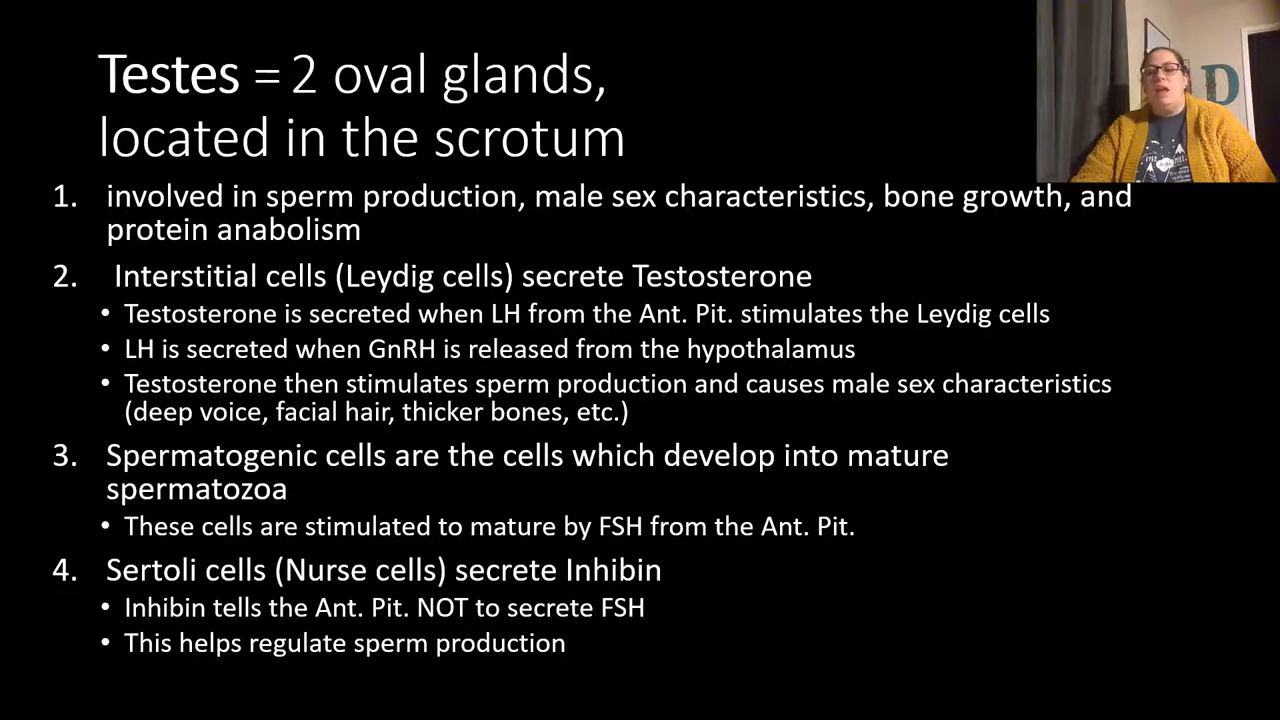 Testes = 2 oval glands,
located in the scrotum
1. involved in sperm production, male sex characteristics, bone growth, and
protein anabolism
2. Interstitial cells (Leydig cells) secrete Testosterone
• Testosterone is secreted when LH from the Ant. Pit. stimulates the Leydig cells
• LH is secreted when GnRH is released from the hypothalamus
• Testosterone then stimulates sperm production and causes male sex characteristics
(deep voice, facial hair, thicker bones, etc.)
3. Spermatogenic cells are the cells which develop into mature
spermatozoa
• These cells are stimulated to mature by FSH from the Ant. Pit.
4. Sertoli cells (Nurse cells) secrete Inhibin
• Inhibin tells the Ant. Pit. NOT to secrete FSH
• This helps regulate sperm production
D